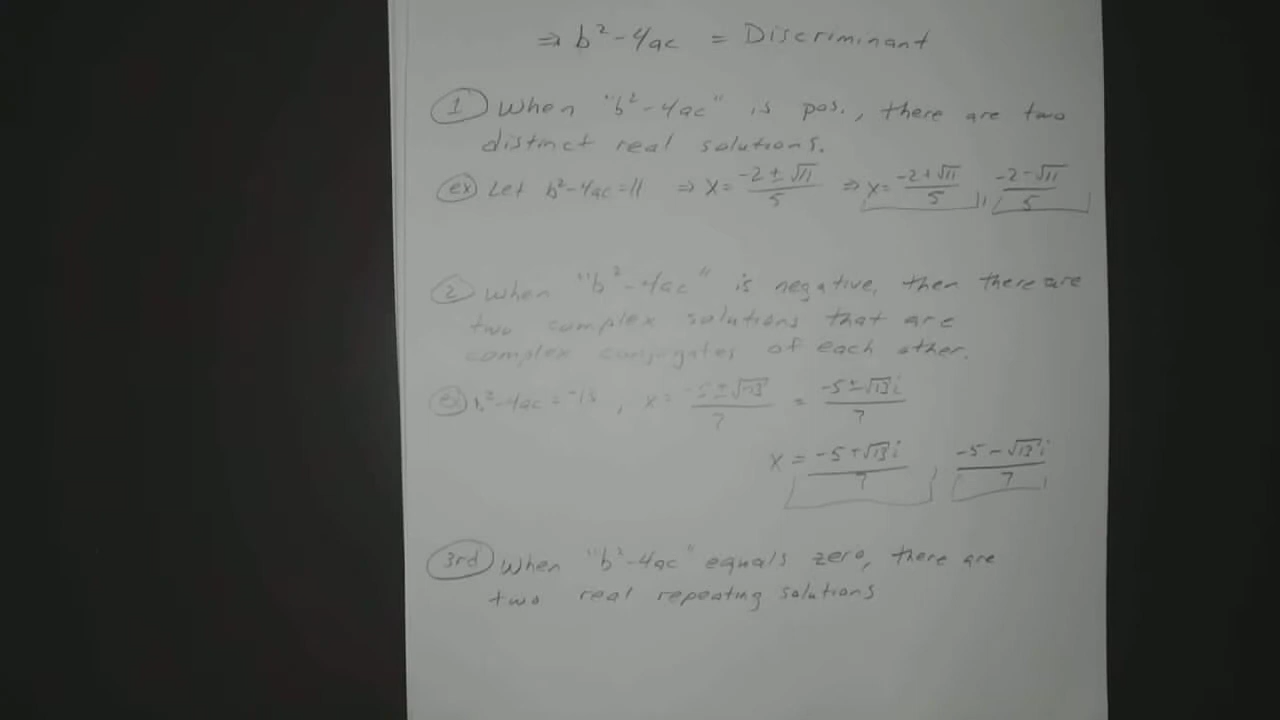 ⇒ b² - 4ac = Discriminant
① When "b² - 4ac" is pos., there are two
distinct real solutions.
ex Let b² - 4ac = 11 ⇒ x = (-2 ± √11)/5 ⇒ x = (-2 + √11)/5, (-2 - √11)/5
② When "b² - 4ac" is negative, then there are
two complex solutions that are
complex conjugates of each other.
ex b² - 4ac = -13, x = (-5 ± √-13)/7 = (-5 ± √13 i)/7
x = (-5 + √13 i)/7, (-5 - √13 i)/7
3rd When "b² - 4ac" equals zero, there are
two real repeating solutions